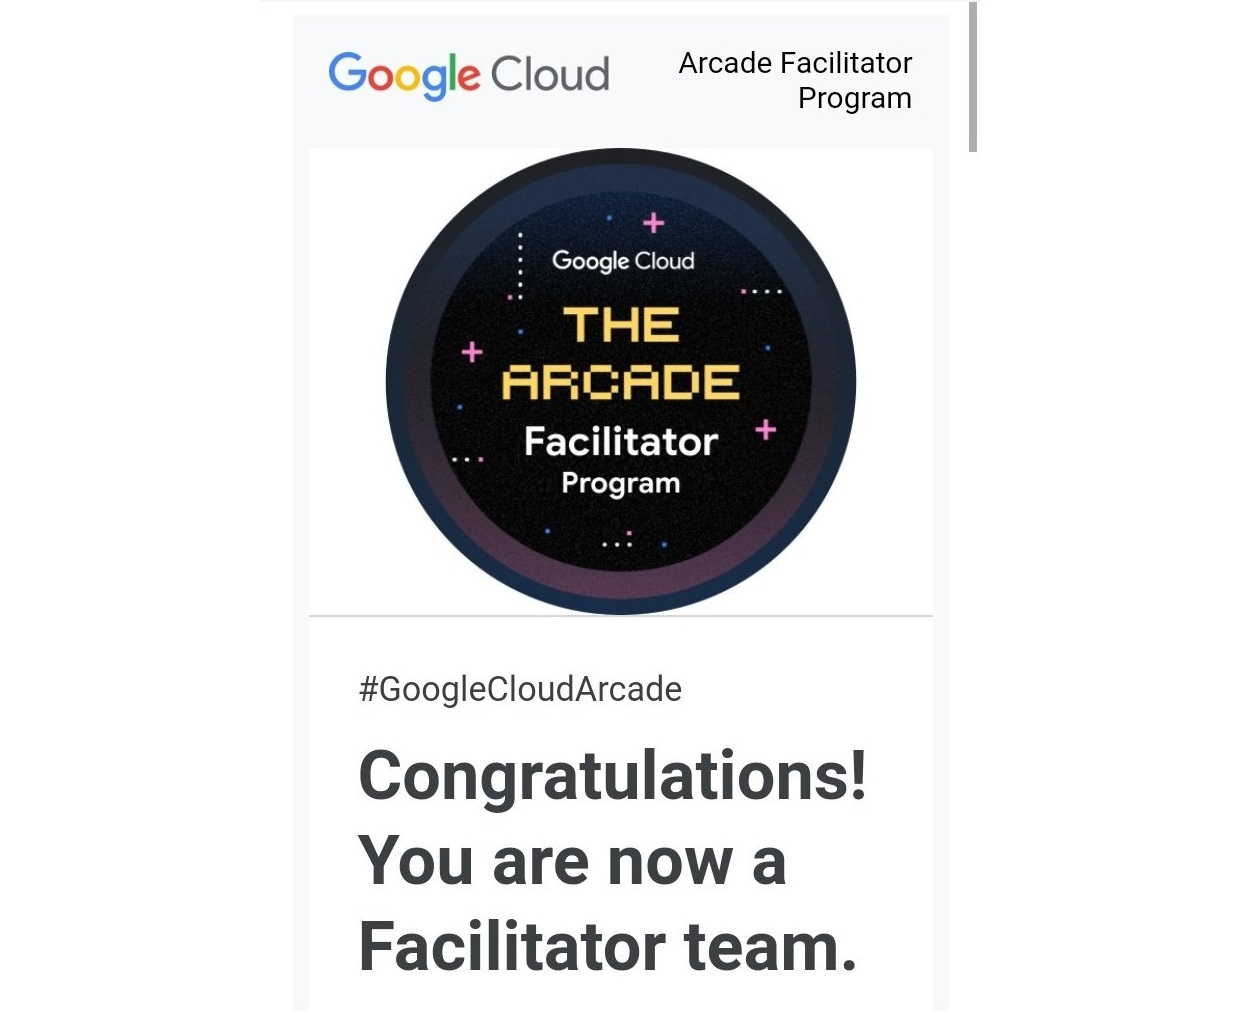 Google Cloud
Arcade Facilitator
Program
Google Cloud
THE
ARCADE
Facilitator
Program
#GoogleCloudArcade
Congratulations!
You are now a
Facilitator team.